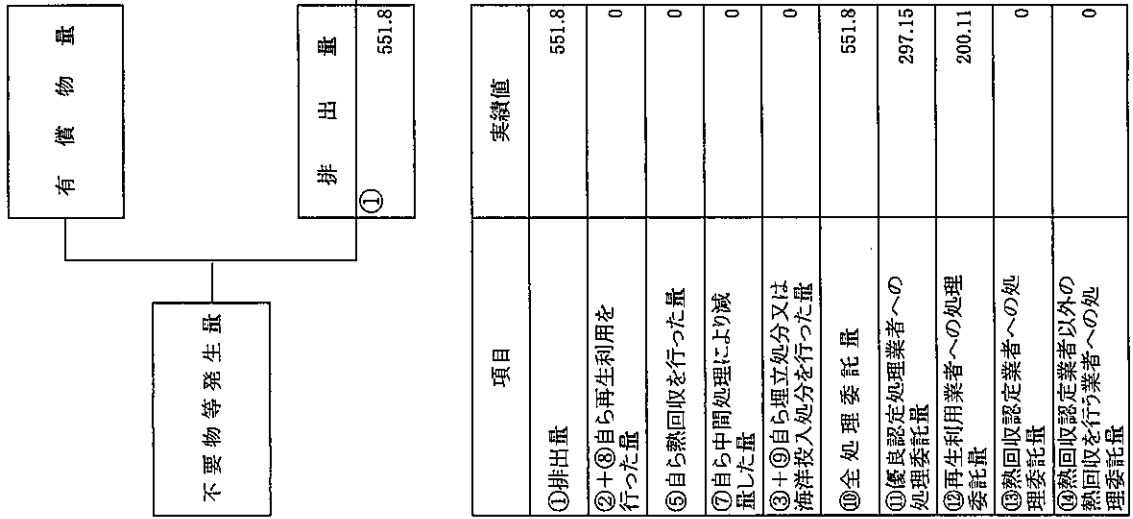 有償物量
不要物等発生量
排出量
①
551.8
項目
実績値
①排出量
551.8
②+⑧自ら再生利用を
行った量
0
⑤自ら熱回収を行った量
0
⑦自ら中間処理により減
量した量
0
③+⑨自ら埋立処分又は
海洋投入処分を行った量
0
⑩全処理委託量
551.8
⑪優良認定処理業者への
処理委託量
297.15
⑫再生利用業者への処理
委託量
200.11
⑬熱回収認定業者への処
理委託量
0
⑭熱回収認定業者以外の
熱回収を行う業者への処
理委託量
0